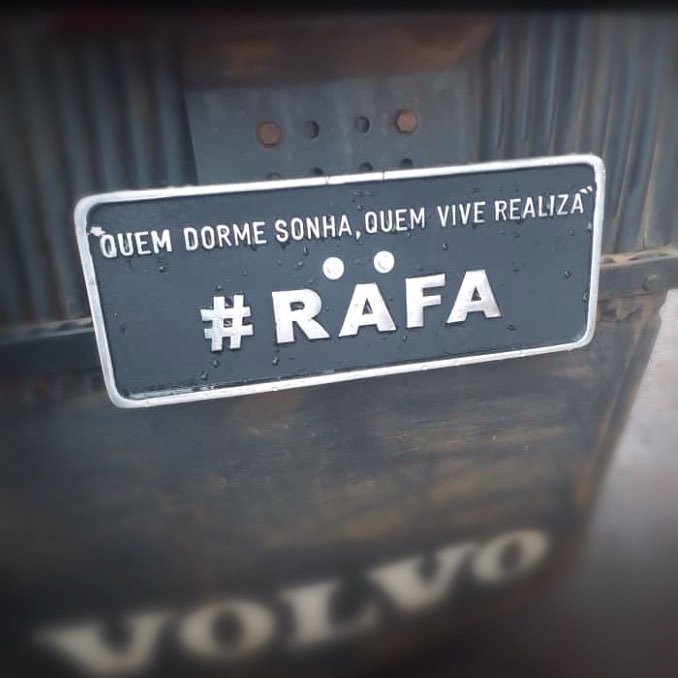 "QUEM DORME SONHA, QUEM VIVE REALIZA"
#RAFA
VOLVO